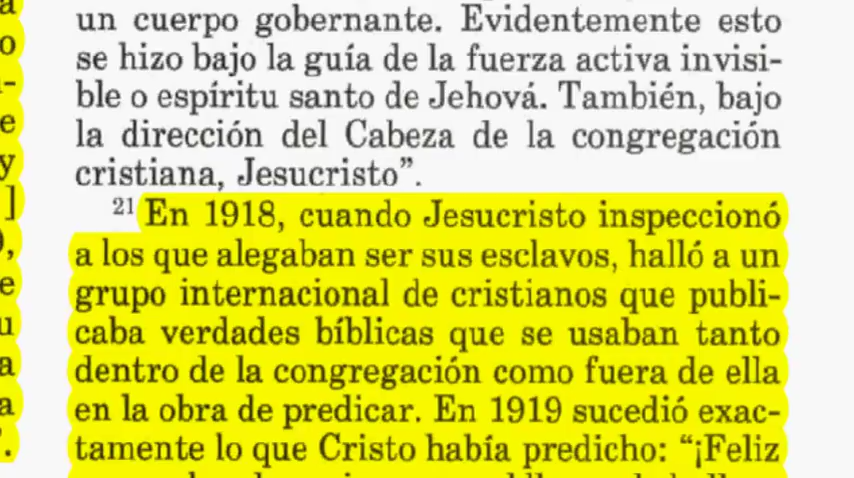 un cuerpo gobernante. Evidentemente esto
se hizo bajo la guía de la fuerza activa invisi-
ble o espíritu santo de Jehová. También, bajo
la dirección del Cabeza de la congregación
cristiana, Jesucristo”.
21 En 1918, cuando Jesucristo inspeccionó
a los que alegaban ser sus esclavos, halló a un
grupo internacional de cristianos que publi-
caba verdades bíblicas que se usaban tanto
dentro de la congregación como fuera de ella
en la obra de predicar. En 1919 sucedió exac-
tamente lo que Cristo había predicho: “¡Feliz